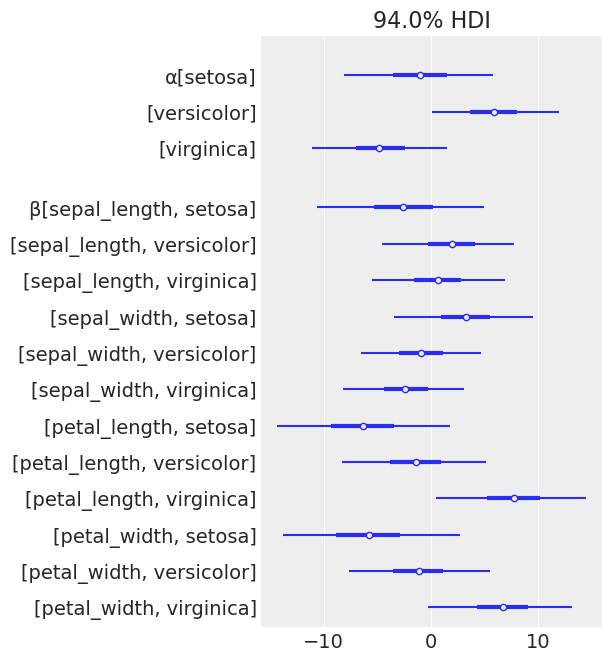 94.0% HDI
α[setosa]
[versicolor]
[virginica]
β[sepal_length, setosa]
[sepal_length, versicolor]
[sepal_length, virginica]
[sepal_width, setosa]
[sepal_width, versicolor]
[sepal_width, virginica]
[petal_length, setosa]
[petal_length, versicolor]
[petal_length, virginica]
[petal_width, setosa]
[petal_width, versicolor]
[petal_width, virginica]
−10 0 10